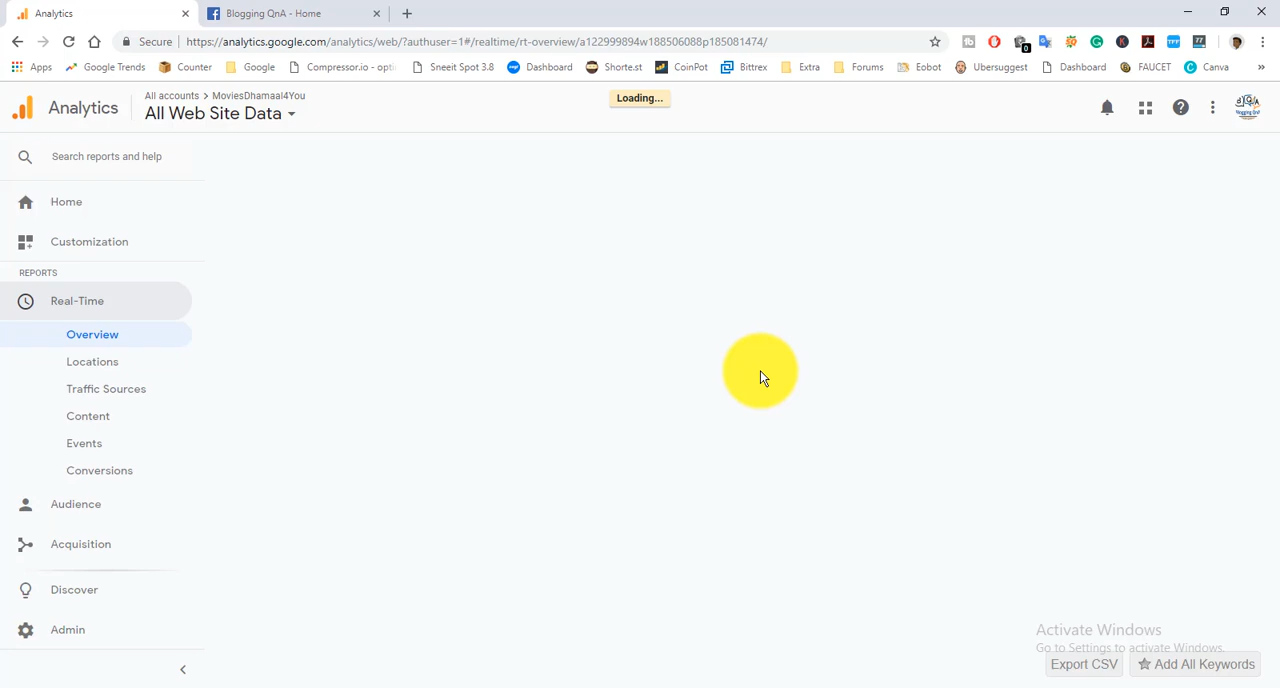 Analytics
Blogging QnA - Home
Secure
https://analytics.google.com/analytics/web/?authuser=1#/realtime/rt-overview/a122999894w188506088p185081474/
Apps
Google Trends
Counter
Google
Compressor.io - opti
Sneeit Spot 3.8
Dashboard
Shorte.st
CoinPot
Bittrex
Extra
Forums
Eobot
Ubersuggest
Dashboard
FAUCET
Canva
»
Analytics
All accounts > MoviesDhamaal4You
All Web Site Data
Loading...
Search reports and help
Home
Customization
REPORTS
Real-Time
Overview
Locations
Traffic Sources
Content
Events
Conversions
Audience
Acquisition
Discover
Admin
Activate Windows
Go to Settings to activate Windows.
Export CSV
Add All Keywords